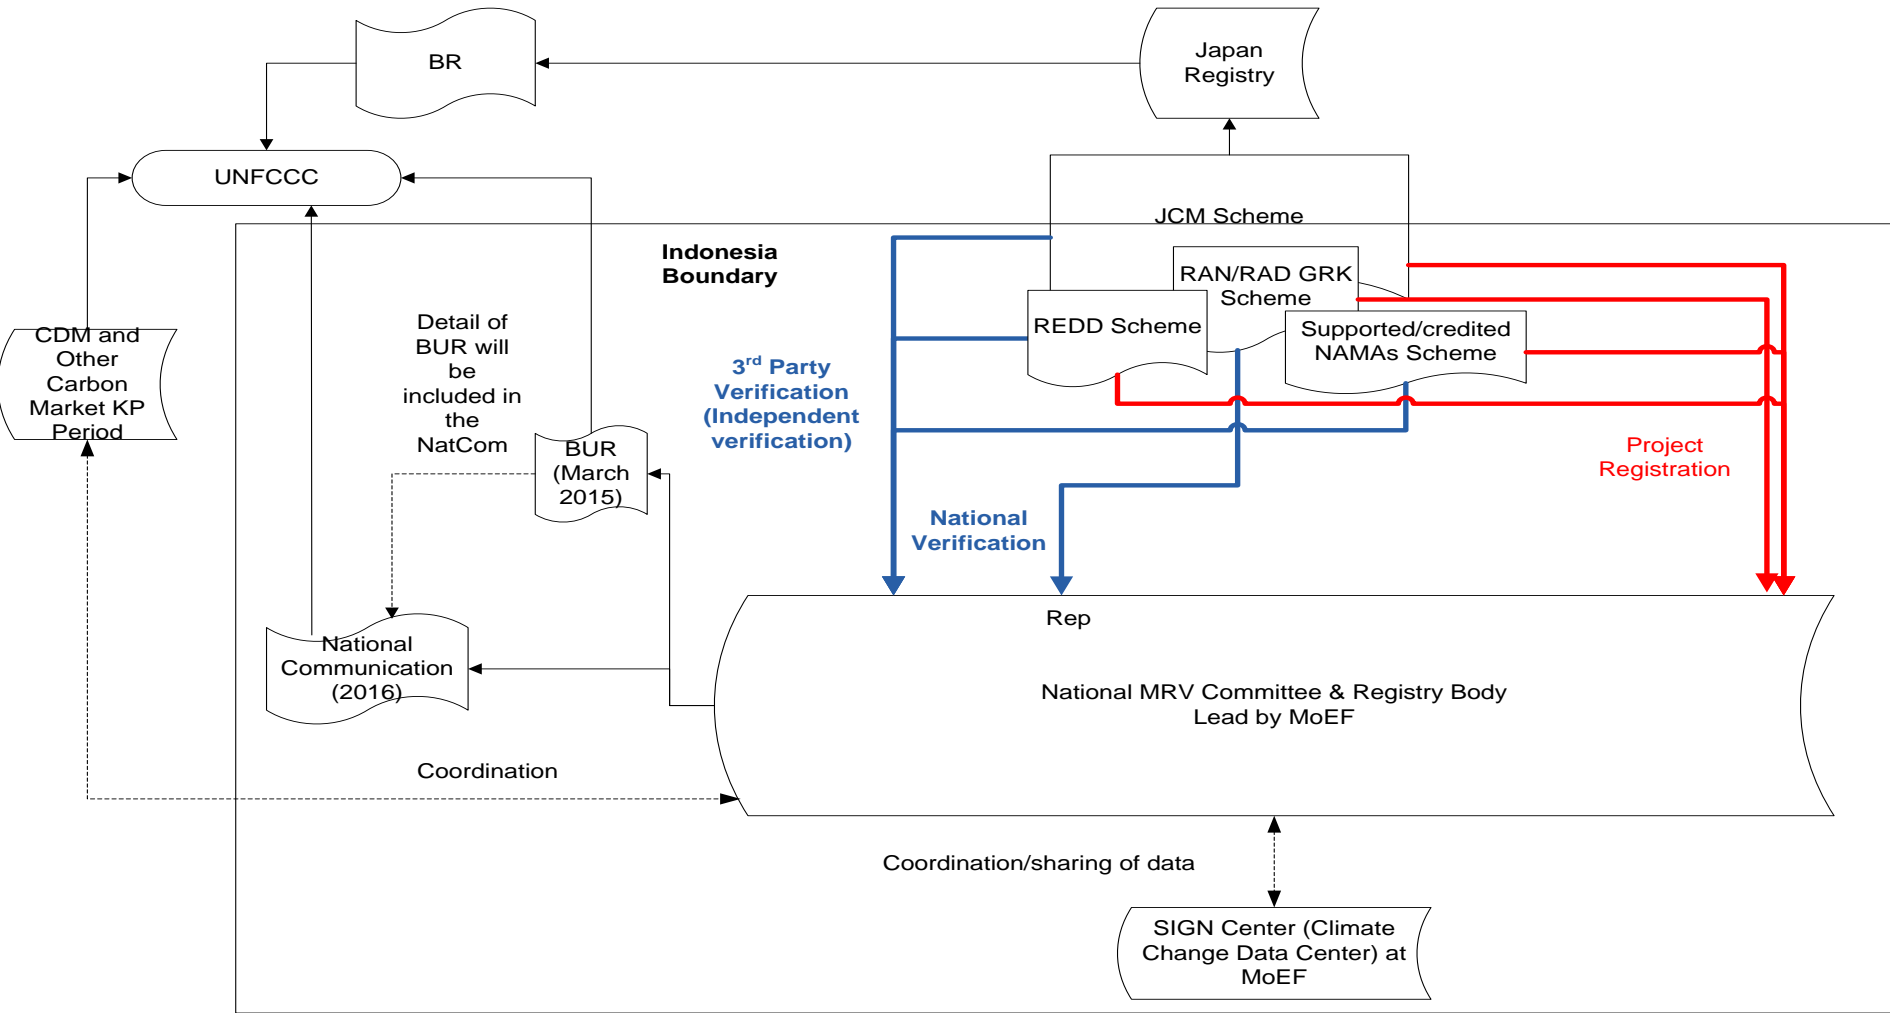 BR
Japan
Registry
UNFCCC
JCM Scheme
Indonesia
Boundary
RAN/RAD GRK
Scheme
REDD Scheme
Supported/credited
NAMAs Scheme
CDM and
Other
Carbon
Market KP
Period
Detail of
BUR will
be
included in
the
NatCom
3rd Party
Verification
(Independent
verification)
BUR
(March
2015)
Project
Registration
National
Verification
Rep
National
Communication
(2016)
National MRV Committee & Registry Body
Lead by MoEF
Coordination
Coordination/sharing of data
SIGN Center (Climate
Change Data Center) at
MoEF